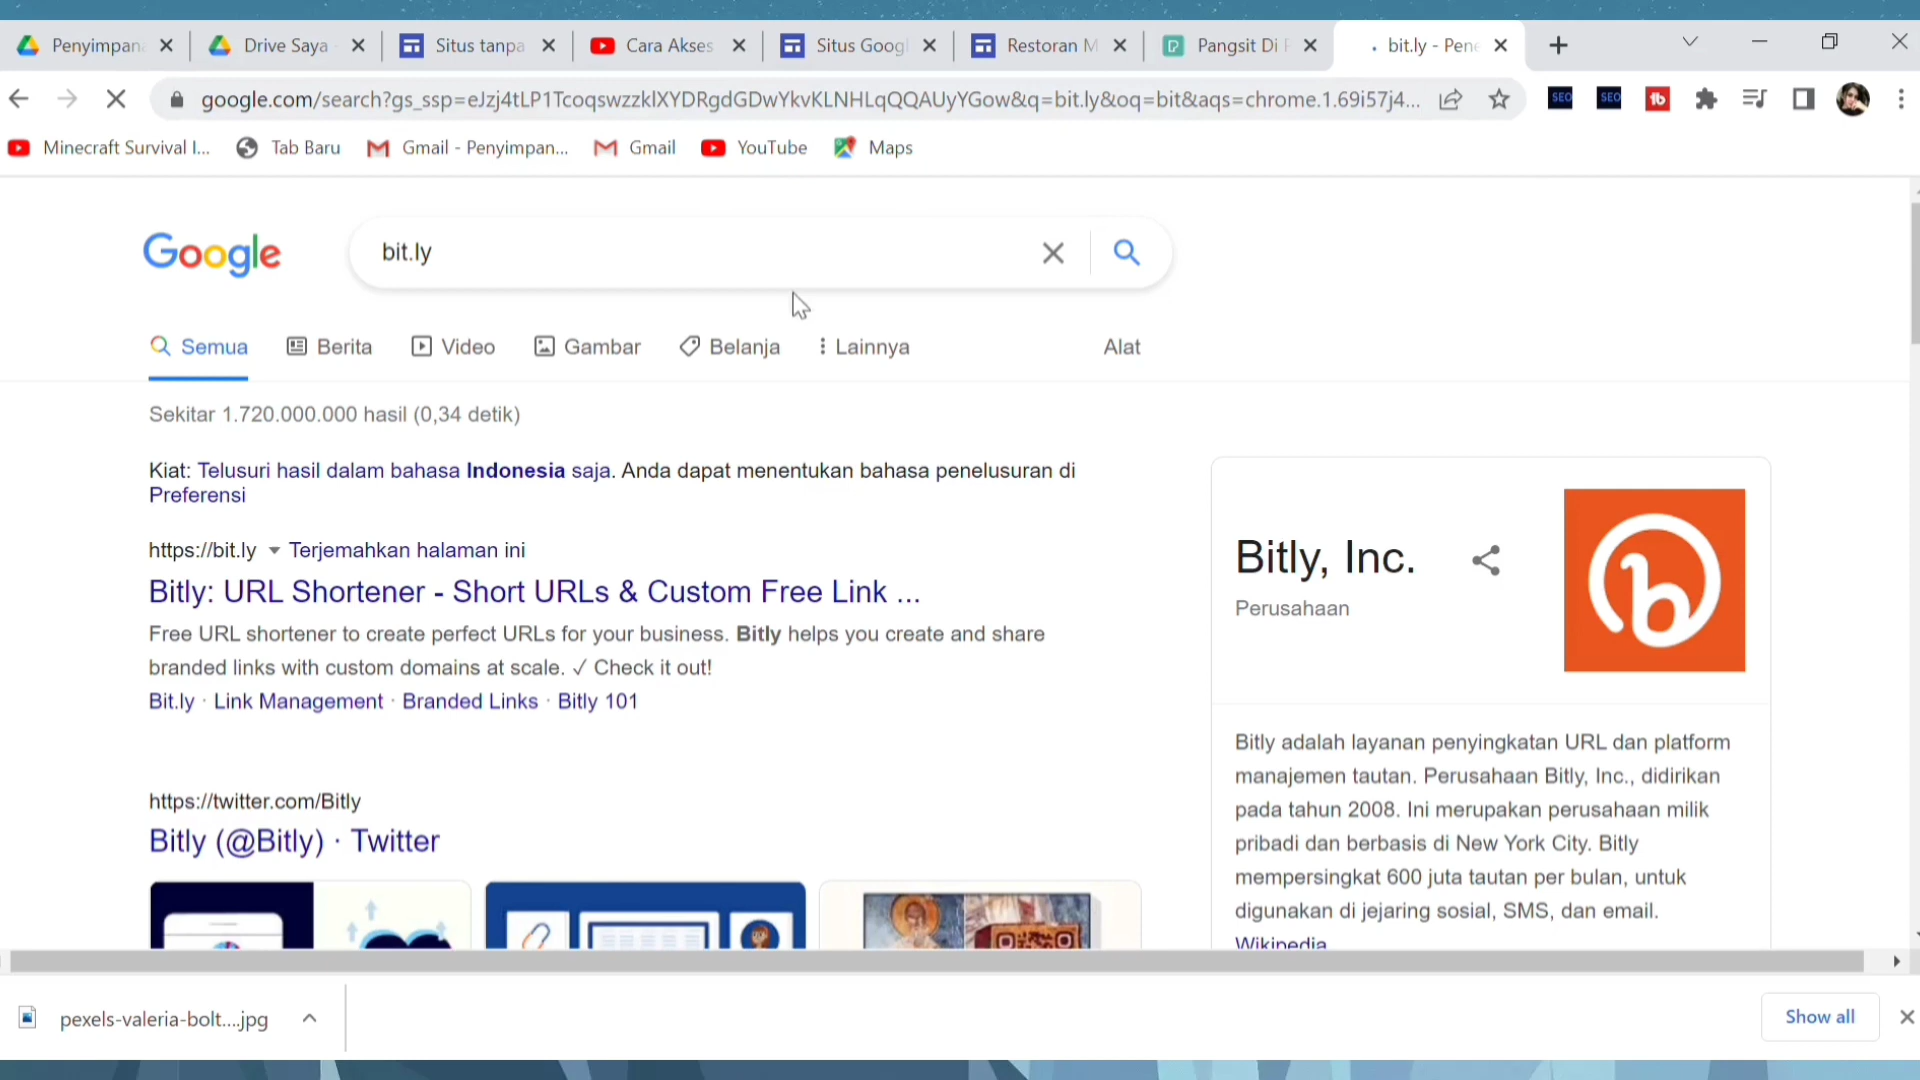 Penyimpana
Drive Saya
Situs tanpa
Cara Akses
Situs Goog
Restoran M
Pangsit Di
bit.ly - Pene
google.com/search?gs_ssp=eJzj4tLP1TcoqswzzklXYDRgdGDwYkvKLNHLqQQAUyYGow&q=bit.ly&oq=bit&aqs=chrome.1.69i57j4...
SEO
SEO
tb
Minecraft Survival I...
Tab Baru
Gmail - Penyimpan...
Gmail
YouTube
Maps
Google
bit.ly
Semua
Berita
Video
Gambar
Belanja
Lainnya
Alat
Sekitar 1.720.000.000 hasil (0,34 detik)
Kiat: Telusuri hasil dalam bahasa Indonesia saja. Anda dapat menentukan bahasa penelusuran di
Preferensi
https://bit.ly
Terjemahkan halaman ini
Bitly: URL Shortener - Short URLs & Custom Free Link ...
Free URL shortener to create perfect URLs for your business. Bitly helps you create and share
branded links with custom domains at scale. ✓ Check it out!
Bit.ly · Link Management · Branded Links · Bitly 101
https://twitter.com/Bitly
Bitly (@Bitly) · Twitter
Bitly, Inc.
Perusahaan
b
Bitly adalah layanan penyingkatan URL dan platform
manajemen tautan. Perusahaan Bitly, Inc., didirikan
pada tahun 2008. Ini merupakan perusahaan milik
pribadi dan berbasis di New York City. Bitly
mempersingkat 600 juta tautan per bulan, untuk
digunakan di jejaring sosial, SMS, dan email.
Wikipedia
pexels-valeria-bolt....jpg
Show all